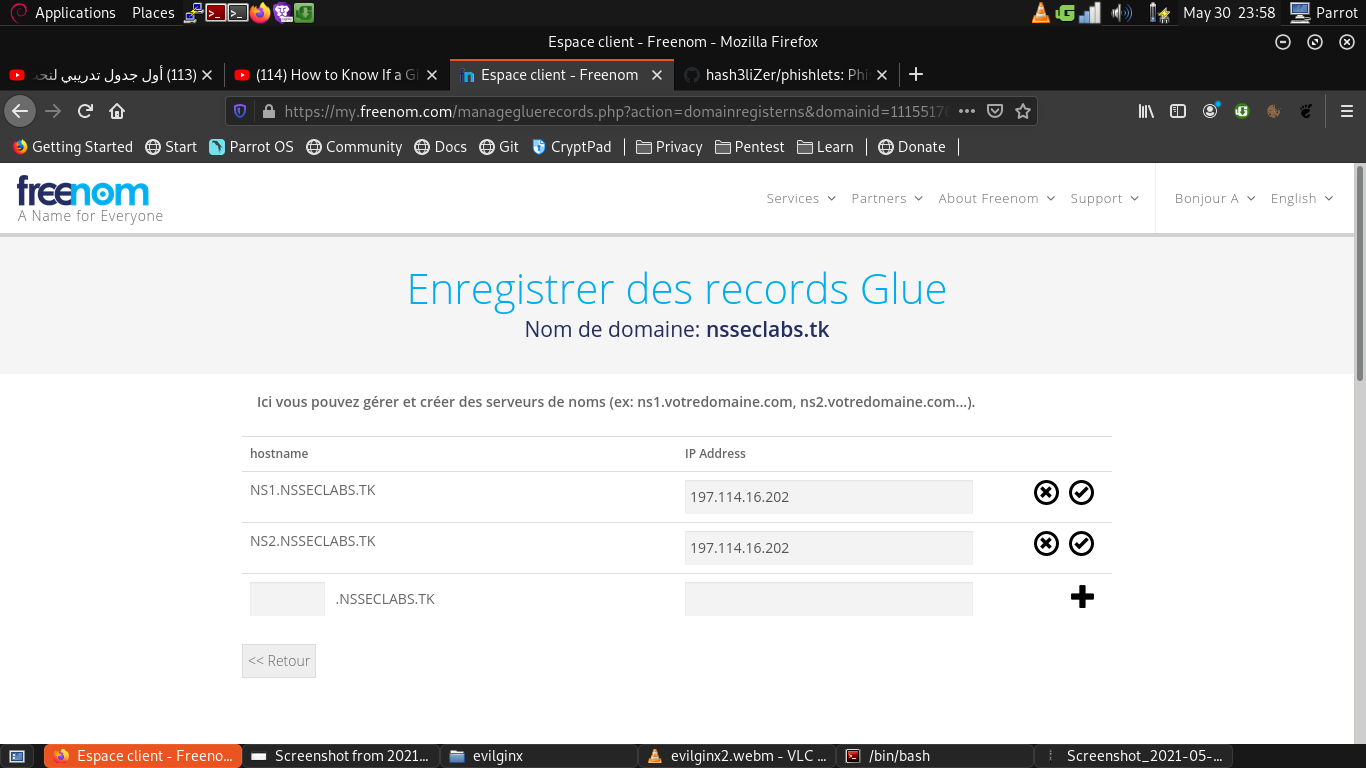 Applications Places May 30 23:58 Parrot
Espace client - Freenom - Mozilla Firefox
(113) أول جدول تدريبي (114) How to Know If a Gi Espace client - Freenom hash3liZer/phishlets: Phi
https://my.freenom.com/managegluerecords.php?action=domainregisterns&domainid=11155170
Getting Started Start Parrot OS Community Docs Git CryptPad Privacy Pentest Learn Donate
freenom
A Name for Everyone
Services Partners About Freenom Support Bonjour A English
Enregistrer des records Glue
Nom de domaine: nsseclabs.tk
Ici vous pouvez gérer et créer des serveurs de noms (ex: ns1.votredomaine.com, ns2.votredomaine.com...).
hostname IP Address
NS1.NSSECLABS.TK 197.114.16.202
NS2.NSSECLABS.TK 197.114.16.202
.NSSECLABS.TK
<< Retour
Espace client - Freeno... Screenshot from 2021... evilginx evilginx2.webm - VLC ... /bin/bash Screenshot_2021-05-...